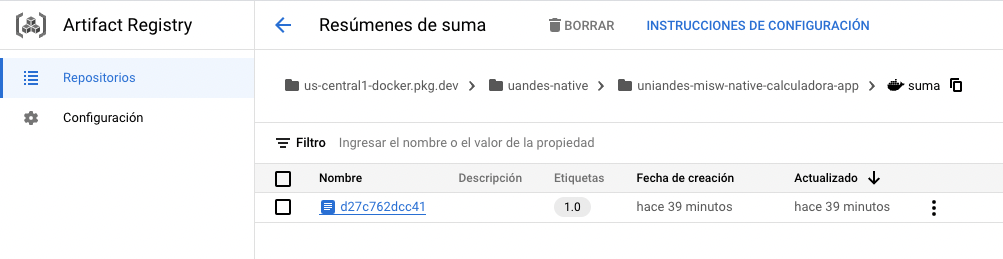 Artifact Registry
Resúmenes de suma
BORRAR
INSTRUCCIONES DE CONFIGURACIÓN
Repositorios
Configuración
us-central1-docker.pkg.dev > uandes-native > uniandes-misw-native-calculadora-app > suma
Filtro Ingresar el nombre o el valor de la propiedad
Nombre Descripción Etiquetas Fecha de creación Actualizado
d27c762dcc41 1.0 hace 39 minutos hace 39 minutos